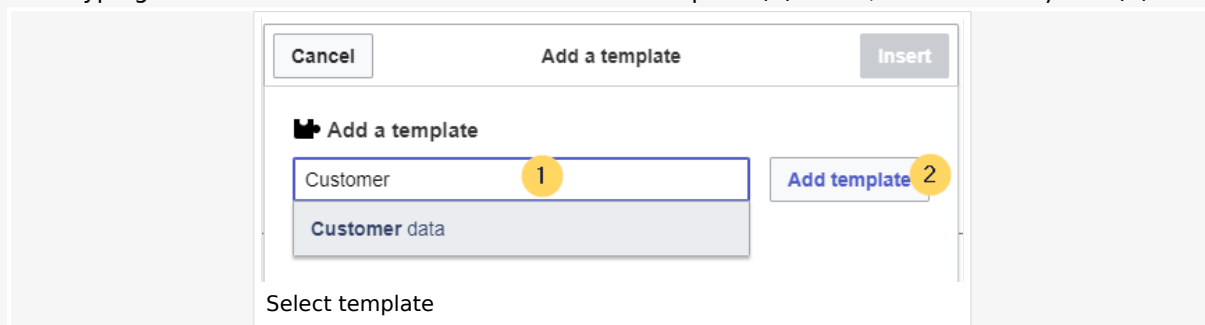 Cancel Add a template Insert
Add a template
Customer 1 Add template 2
Customer data
Select template